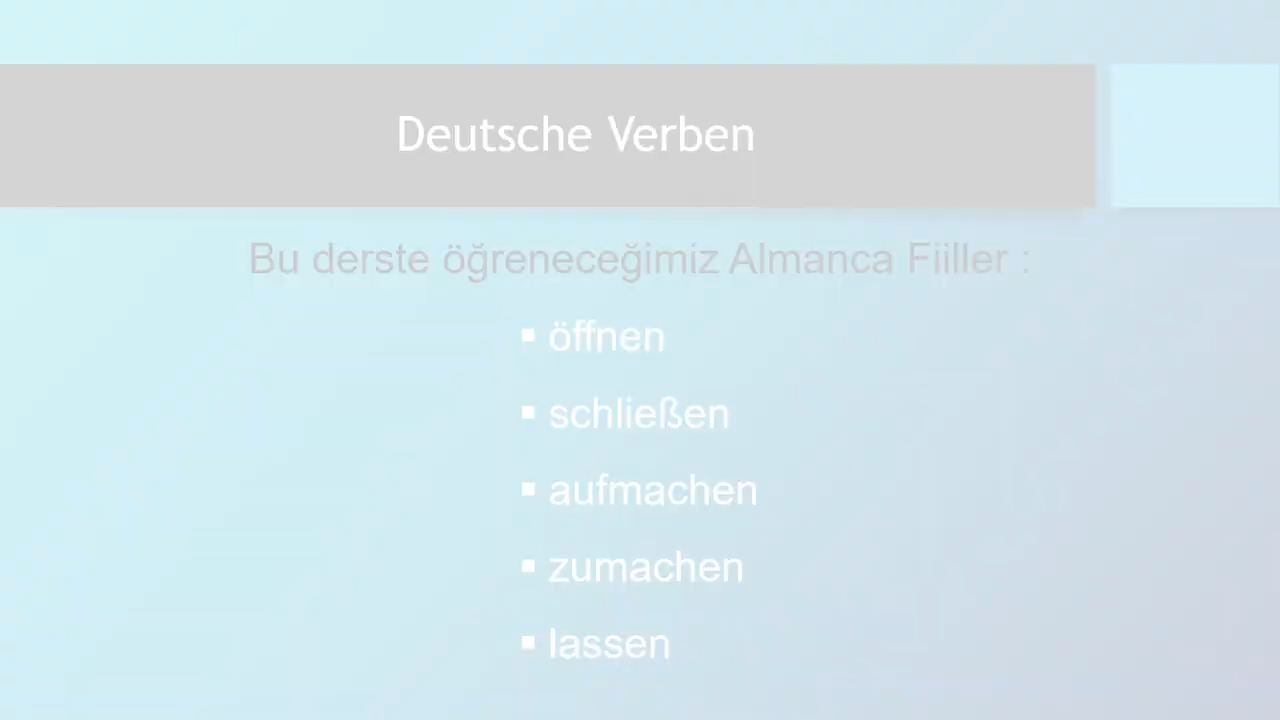 Deutsche Verben
Bu derste öğreneceğimiz Almanca Fiiller :
▪ öffnen
▪ schließen
▪ aufmachen
▪ zumachen
▪ lassen